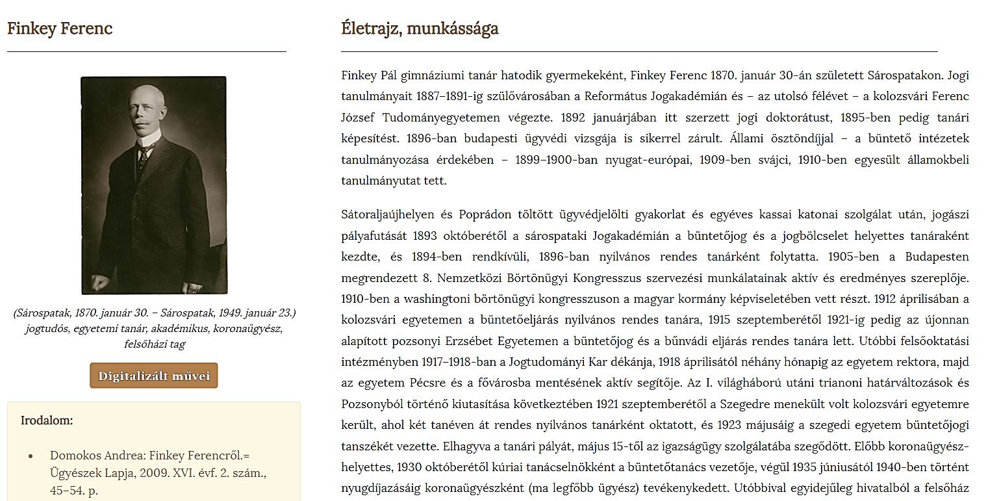 Finkey Ferenc
(Sárospatak, 1870. január 30. – Sárospatak, 1949. január 23.)
jogtudós, egyetemi tanár, akadémikus, koronaügyész,
felsőházi tag
Digitalizált művei
Irodalom:
• Domokos Andrea: Finkey Ferencről.=
Ügyészek Lapja, 2009. XVI. évf. 2. szám.,
45–54. p.
Életrajz, munkássága
Finkey Pál gimnáziumi tanár hatodik gyermekeként, Finkey Ferenc 1870. január 30-án született Sárospatakon. Jogi
tanulmányait 1887–1891-ig szülővárosában a Református Jogakadémián és – az utolsó félévet – a kolozsvári Ferenc
József Tudományegyetemen végezte. 1892 januárjában itt szerzett jogi doktorátust, 1895-ben pedig tanári
képesítést. 1896-ban budapesti ügyvédi vizsgája is sikerrel zárult. Állami ösztöndíjjal – a büntető intézetek
tanulmányozása érdekében – 1899–1900-ban nyugat-európai, 1909-ben svájci, 1910-ben egyesült államokbeli
tanulmányutat tett.
Sátoraljaújhelyen és Poprádon töltött ügyvédjelölti gyakorlat és egyéves kassai katonai szolgálat után, jogászi
pályafutását 1893 októberétől a sárospataki Jogakadémián a büntetőjog és a jogbölcselet helyettes tanáraként
kezdte, és 1894-ben rendkívüli, 1896-ban nyilvános rendes tanárként folytatta. 1905-ben a Budapesten
megrendezett 8. Nemzetközi Börtönügyi Kongresszus szervezési munkálatainak aktív és eredményes szereplője.
1910-ben a washingtoni börtönügyi kongresszuson a magyar kormány képviseletében vett részt. 1912 áprilisában a
kolozsvári egyetemen a büntetőeljárás nyilvános rendes tanára, 1915 szeptemberétől 1921-ig pedig az újonnan
alapított pozsonyi Erzsébet Egyetemen a büntetőjog és a bűnvádi eljárás rendes tanára lett. Utóbbi felsőoktatási
intézményben 1917–1918-ban a Jogtudományi Kar dékánja, 1918 áprilisától néhány hónapig az egyetem rektora, majd
az egyetem Pécsre és a fővárosba mentésének aktív segítője. Az I. világháború utáni trianoni határváltozások és
Pozsonyból történő kiutasítása következtében 1921 szeptemberétől a Szegedre menekült volt kolozsvári egyetemre
került, ahol két tanéven át rendes nyilvános tanárként oktatott, és 1923 májusáig a szegedi egyetem büntetőjogi
tanszékét vezette. Elhagyva a tanári pályát, május 15-től az igazságügy szolgálatába szegődött. Előbb koronaügyész-
helyettes, 1930 októberétől kúriai tanácselnökként a büntetőtanács vezetője, végül 1935 júniusától 1940-ben történt
nyugdíjazásáig koronaügyészként (ma legfőbb ügyész) tevékenykedett. Utóbbival egyidejűleg hivatalból a felsőház